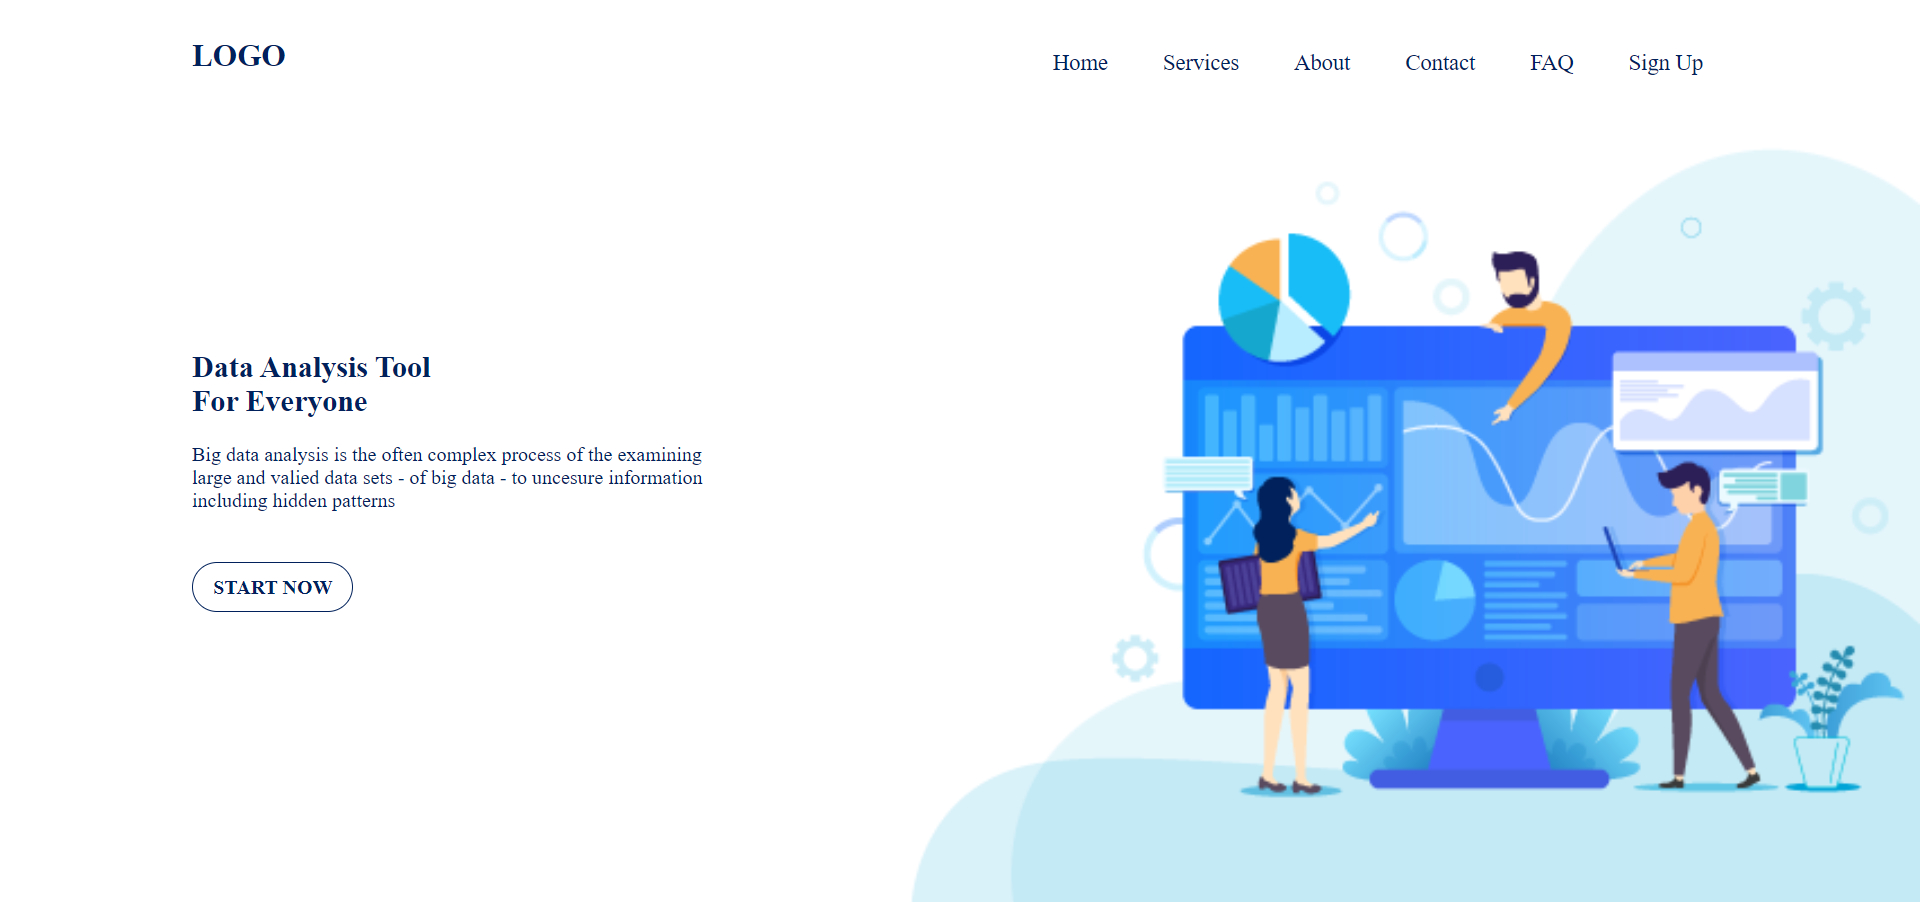 LOGO
Home Services About Contact FAQ Sign Up
Data Analysis Tool
For Everyone
Big data analysis is the often complex process of the examining
large and valied data sets - of big data - to uncesure information
including hidden patterns
START NOW